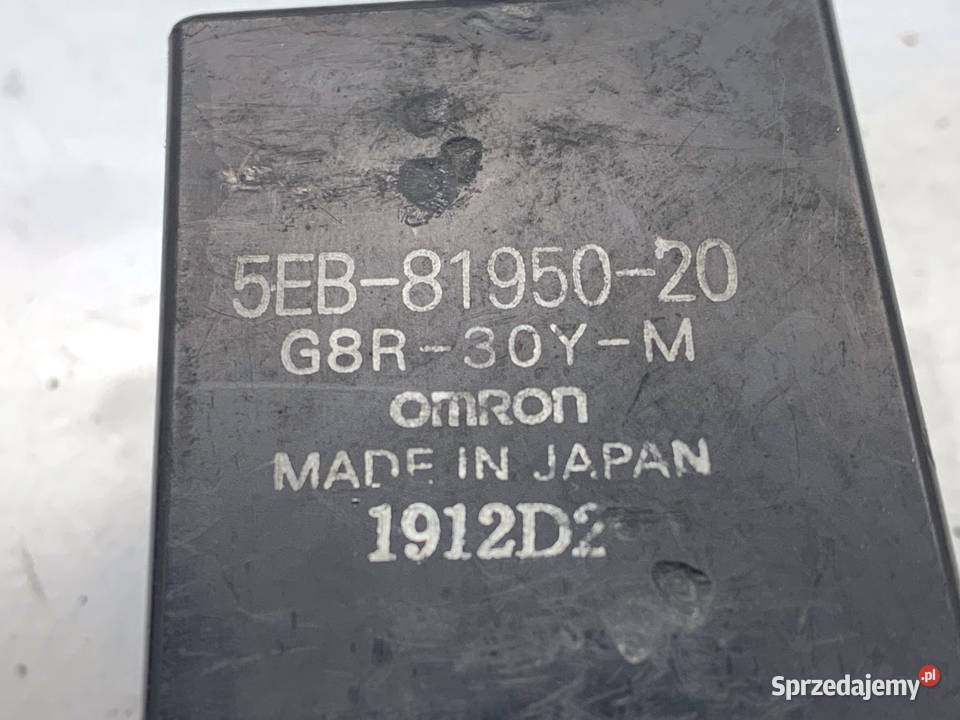 5EB-81950-20
G8R-30Y-M
omron
MADE IN JAPAN
1912D2
Sprzedajemy.pl